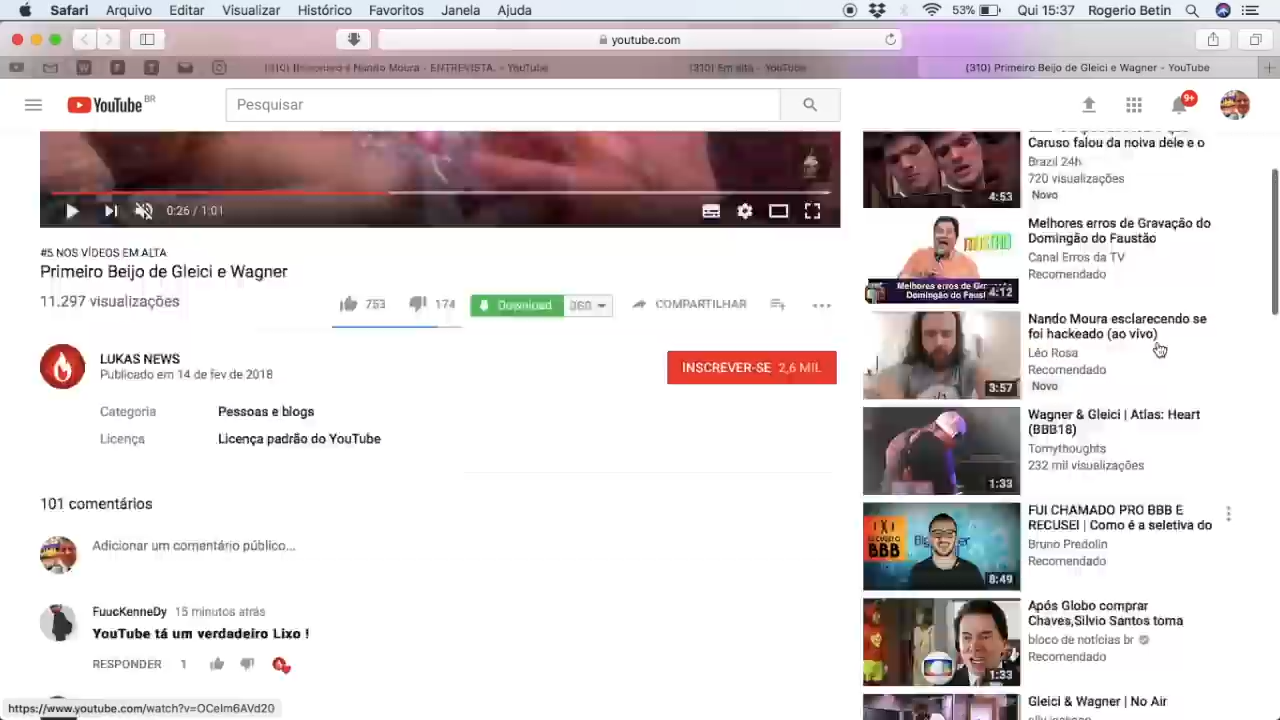 Safari Arquivo Editar Visualizar Histórico Favoritos Janela Ajuda 53% Qui 15:37 Rogerio Betin
youtube.com
e Nando Moura - ENTREVISTA. - YouTube
(310) Em alta - YouTube
(310) Primeiro Beijo de Gleici e Wagner - YouTube
YouTube BR
Pesquisar
9+
0:26 / 1:01
#5 NOS VÍDEOS EM ALTA
Primeiro Beijo de Gleici e Wagner
11.297 visualizações
753
174
Download
360
COMPARTILHAR
LUKAS NEWS
Publicado em 14 de fev de 2018
INSCREVER-SE 2,6 MIL
Categoria
Pessoas e blogs
Licença
Licença padrão do YouTube
101 comentários
Adicionar um comentário público...
FuucKenneDy 15 minutos atrás
YouTube tá um verdadeiro Lixo !
RESPONDER 1
https://www.youtube.com/watch?v=OCelm6AVd20
Caruso falou da noiva dele e o
Brazil 24h
720 visualizações
Novo
4:53
Melhores erros de Gravação do
Domingão do Faustão
Canal Erros da TV
Recomendado
Melhores erros de Gra
Domingão do Faust
4:12
Nando Moura esclarecendo se
foi hackeado (ao vivo)
Léo Rosa
Recomendado
Novo
3:57
Wagner & Gleici | Atlas: Heart
(BBB18)
Tomythoughts
232 mil visualizações
1:33
FUI CHAMADO PRO BBB E
RECUSEI | Como é a seletiva do
Bruno Predolin
Recomendado
BBB
8:49
Após Globo comprar
Chaves,Silvio Santos toma
bloco de notícias br
Recomendado
1:33
Gleici & Wagner | No Air